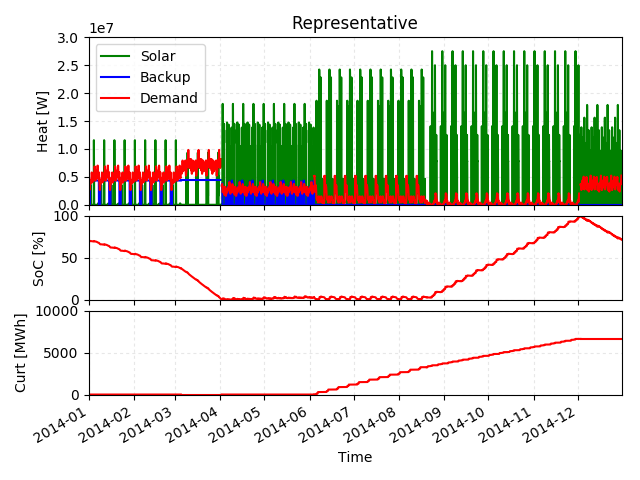 Representative
1e7
3.0
2.5
2.0
1.5
1.0
0.5
0.0
Heat [W]
Solar
Backup
Demand
100
50
0
SoC [%]
10000
5000
0
Curt [MWh]
2014-01
2014-02
2014-03
2014-04
2014-05
2014-06
2014-07
2014-08
2014-09
2014-10
2014-11
2014-12
Time